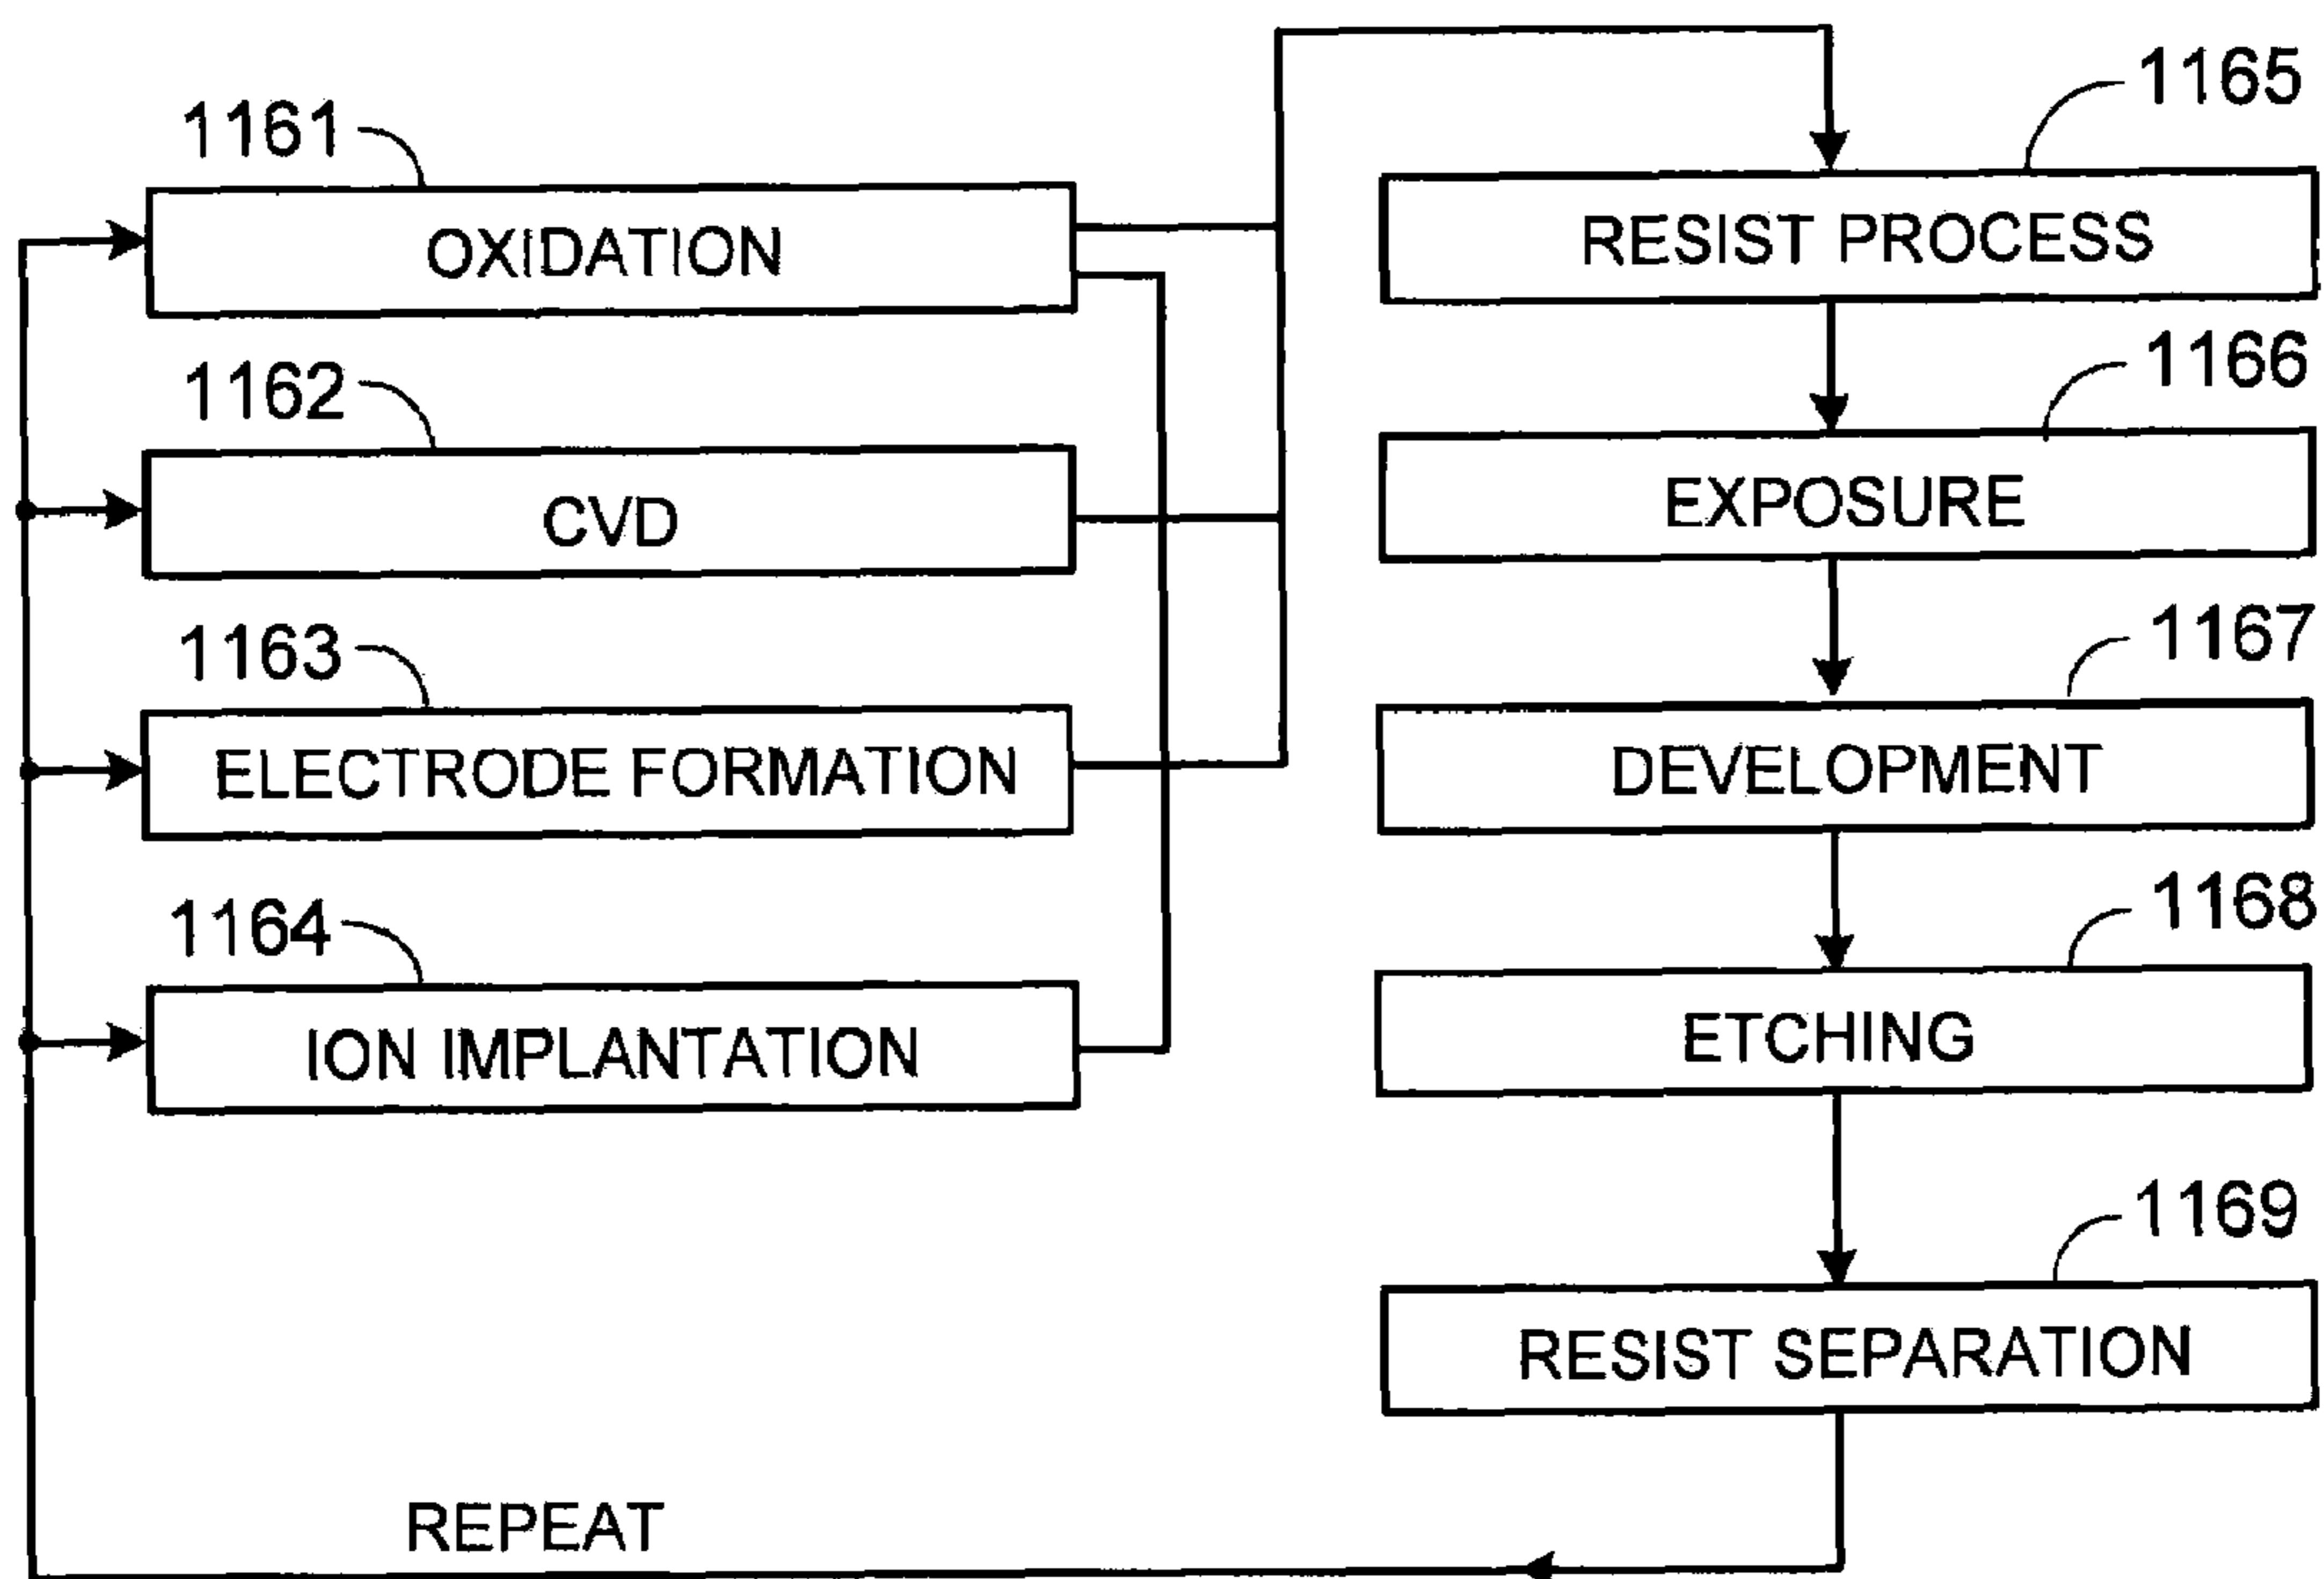 1161
OXIDATION
1162
CVD
1163
ELECTRODE FORMATION
1164
ION IMPLANTATION
1165
RESIST PROCESS
1166
EXPOSURE
1167
DEVELOPMENT
1168
ETCHING
1169
RESIST SEPARATION
REPEAT